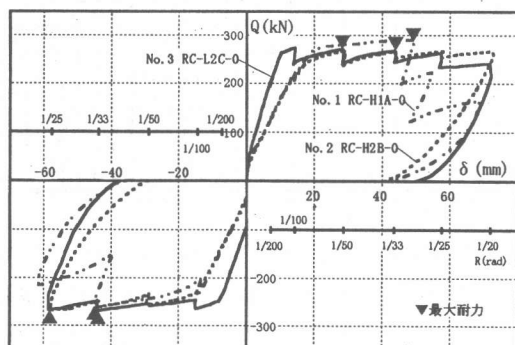 Q(kN)
300
No.3 RC-L2C-0
200
1/25 1/33 1/50 1/200
No.1 RC-H1A-0
100
1/100
No.2 RC-H2B-0
δ (mm)
-60 -40 -20
20 40 60
1/100
1/200 1/50 1/33 1/25 1/20
-100
R(rad)
-200
▼最大耐力
-300